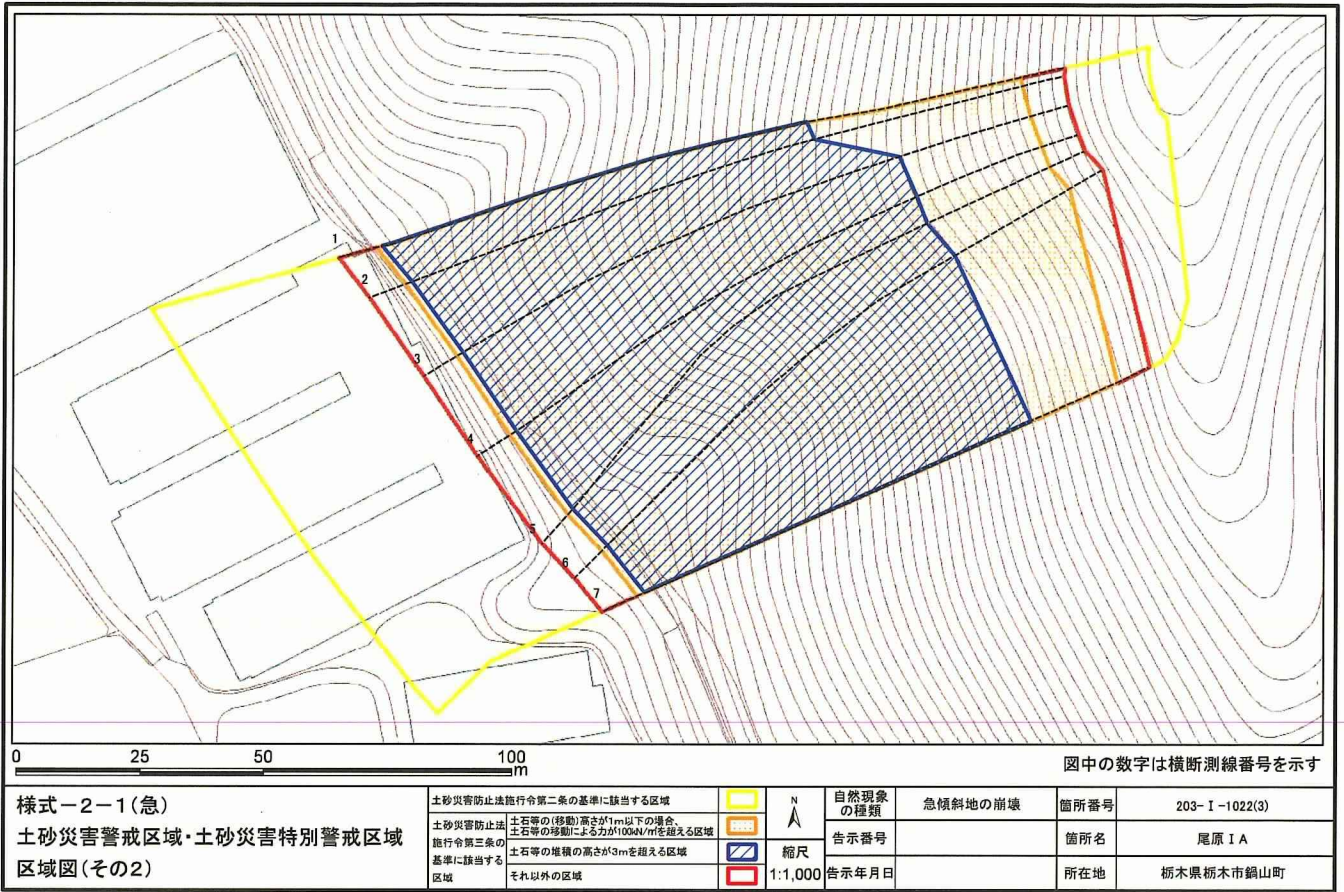 1
2
3
4
5
6
7
0 25 50 100
m
図中の数字は横断測線番号を示す
様式－2－1(急)
土砂災害警戒区域・土砂災害特別警戒区域
区域図(その2)
土砂災害防止法施行令第二条の基準に該当する区域
土砂災害防止法
施行令第三条の
基準に該当する
区域
土石等の(移動)高さが1m以下の場合、
土石等の移動による力が100kN/㎡を超える区域
土石等の堆積の高さが3mを超える区域
それ以外の区域
N
縮尺
1:1,000
自然現象
の種類
急傾斜地の崩壊
箇所番号
203-Ⅰ-1022(3)
告示番号
箇所名
尾原ⅠA
告示年月日
所在地
栃木県栃木市鍋山町